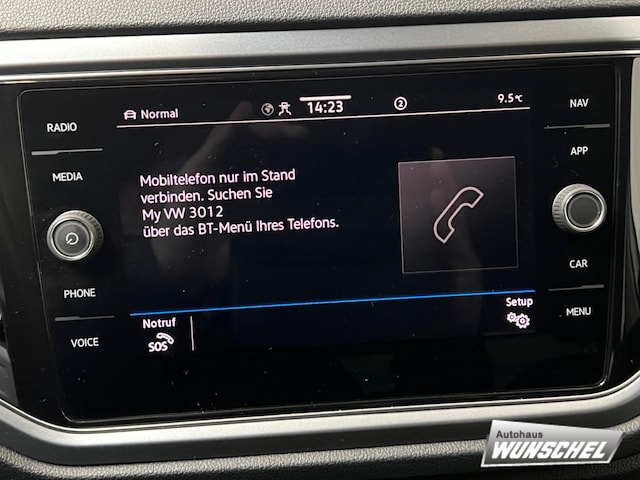 RADIO
MEDIA
PHONE
VOICE
Normal
14:23
2
9.5°C
Mobiltelefon nur im Stand
verbinden. Suchen Sie
My VW 3012
über das BT-Menü Ihres Telefons.
Notruf
SOS
Setup
NAV
APP
CAR
MENU
Autohaus
WUNSCHEL